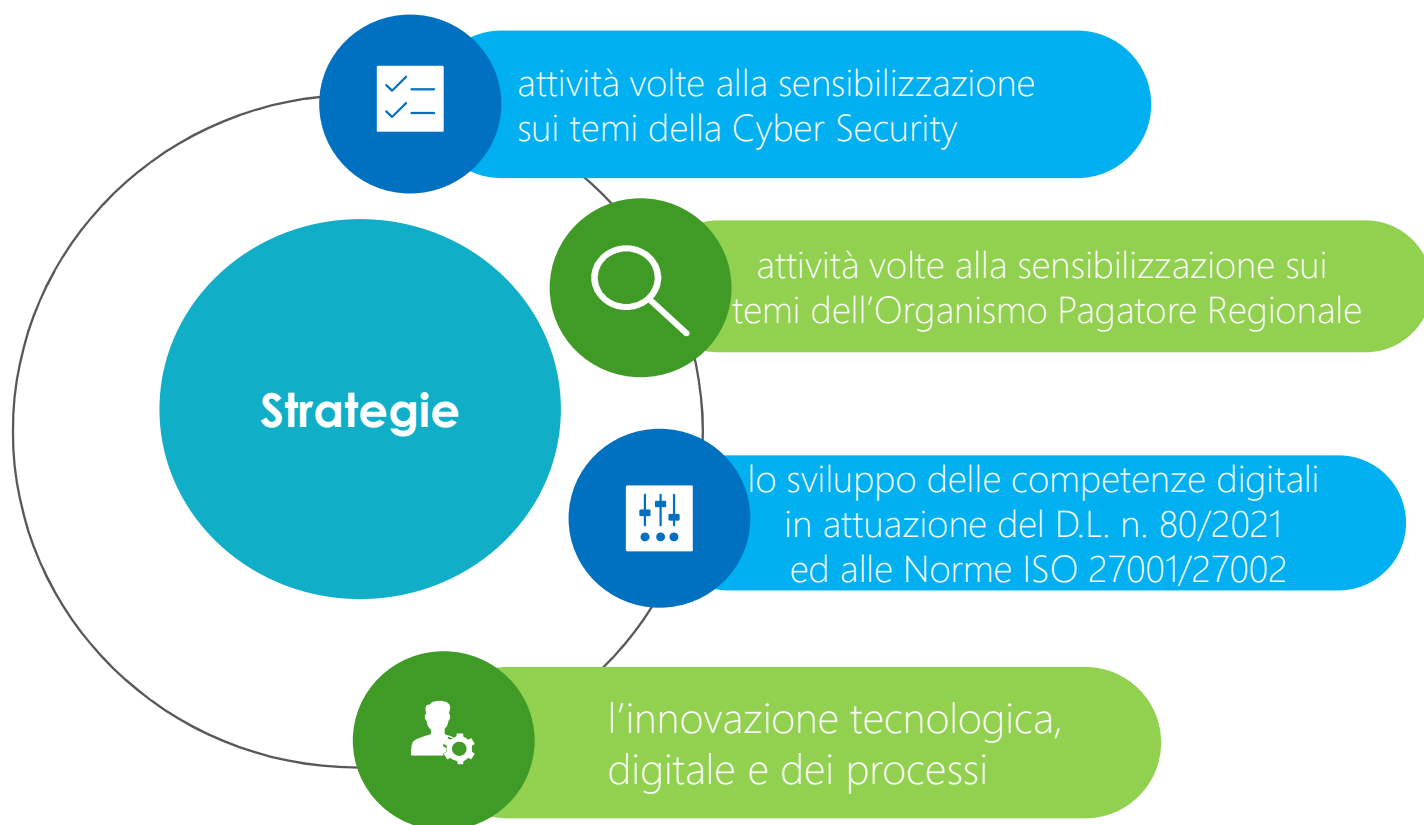 attività volte alla sensibilizzazione
sui temi della Cyber Security
attività volte alla sensibilizzazione sui
temi dell’Organismo Pagatore Regionale
Strategie
lo sviluppo delle competenze digitali
in attuazione del D.L. n. 80/2021
ed alle Norme ISO 27001/27002
l’innovazione tecnologica,
digitale e dei processi